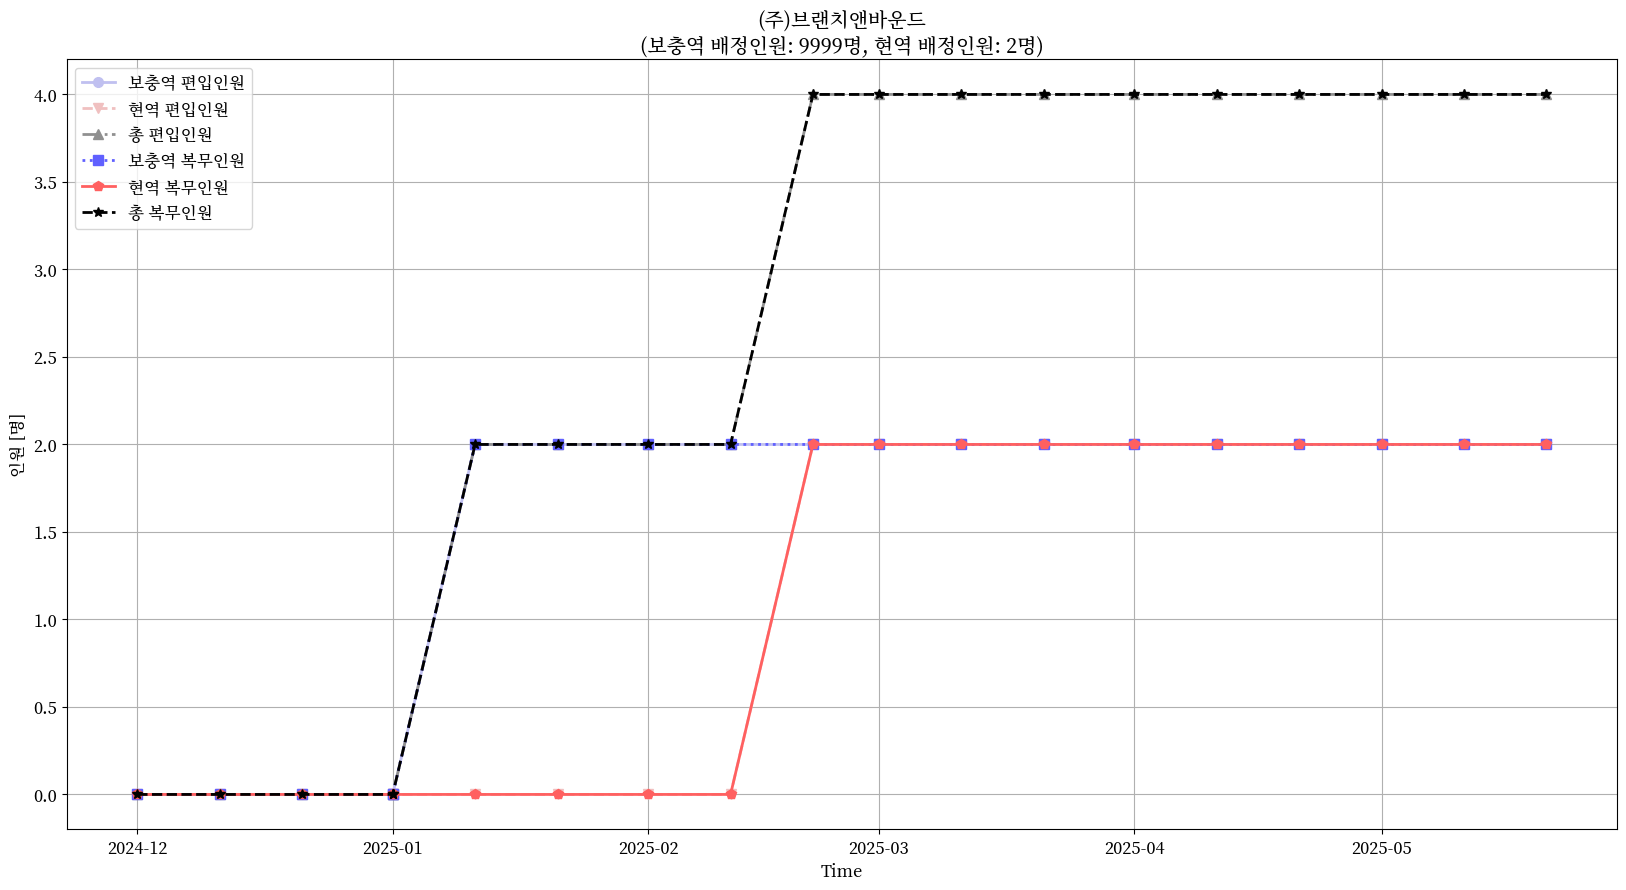 (주)브랜치앤바운드
(보충역 배정인원: 9999명, 현역 배정인원: 2명)
보충역 편입인원
현역 편입인원
총 편입인원
보충역 복무인원
현역 복무인원
총 복무인원
4.0
3.5
3.0
2.5
2.0
1.5
1.0
0.5
0.0
인원 [명]
2024-12
2025-01
2025-02
2025-03
2025-04
2025-05
Time